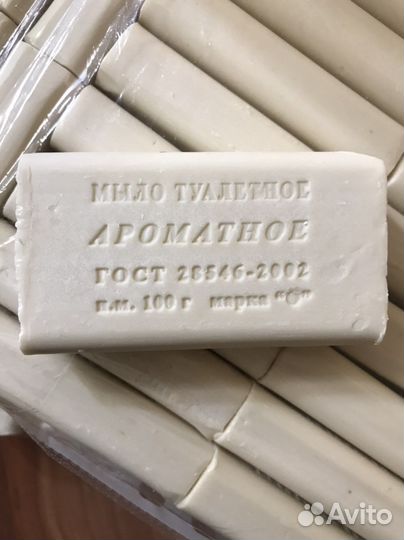 МЫЛО ТУАЛЕТНОЕ
АРОМАТНОЕ
ГОСТ 28546-2002
п.м. 100 г марка "О"
Avito